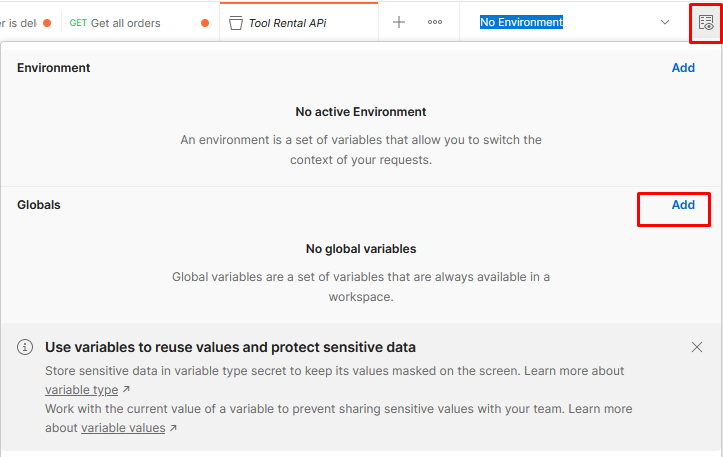 r is dele GET Get all orders Tool Rental APi No Environment
Environment Add
No active Environment
An environment is a set of variables that allow you to switch the
context of your requests.
Globals Add
No global variables
Global variables are a set of variables that are always available in a
workspace.
Use variables to reuse values and protect sensitive data
Store sensitive data in variable type secret to keep its values masked on the screen. Learn more about
variable type ↗
Work with the current value of a variable to prevent sharing sensitive values with your team. Learn more
about variable values ↗